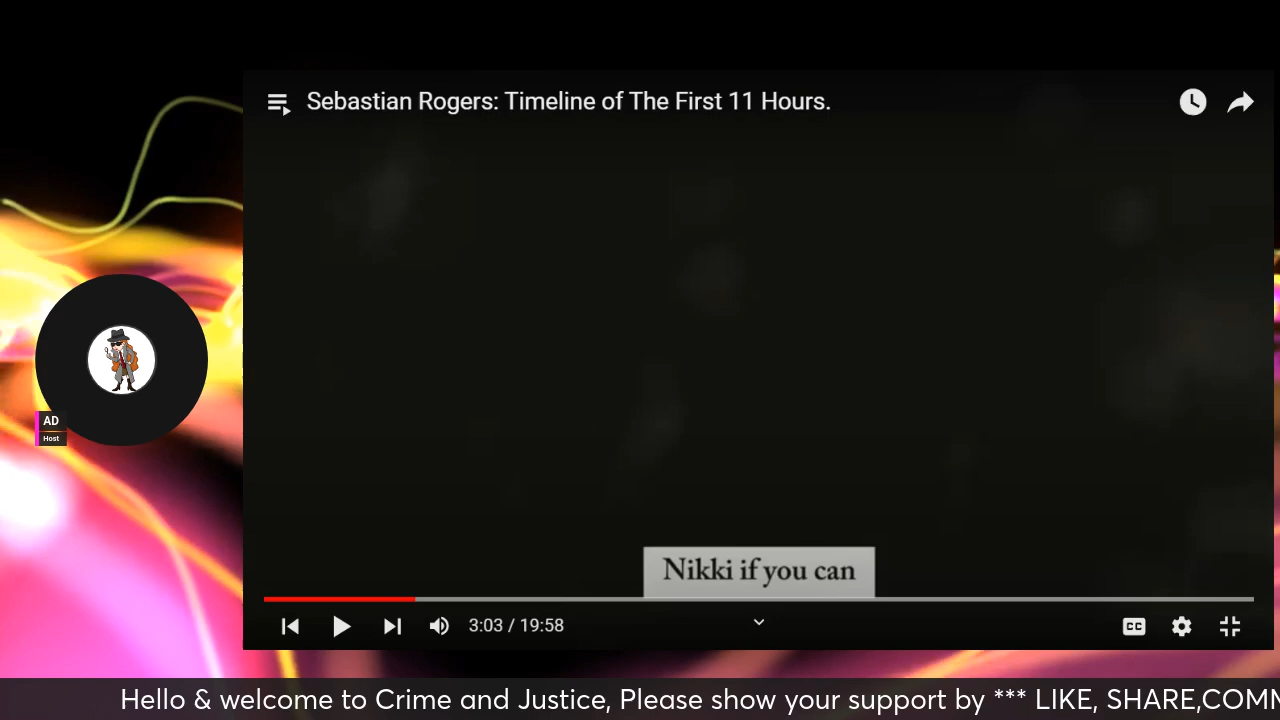 Sebastian Rogers: Timeline of The First 11 Hours.
AD
Host
Nikki if you can
3:03 / 19:58
CC
Hello & welcome to Crime and Justice, Please show your support by *** LIKE, SHARE,COMM